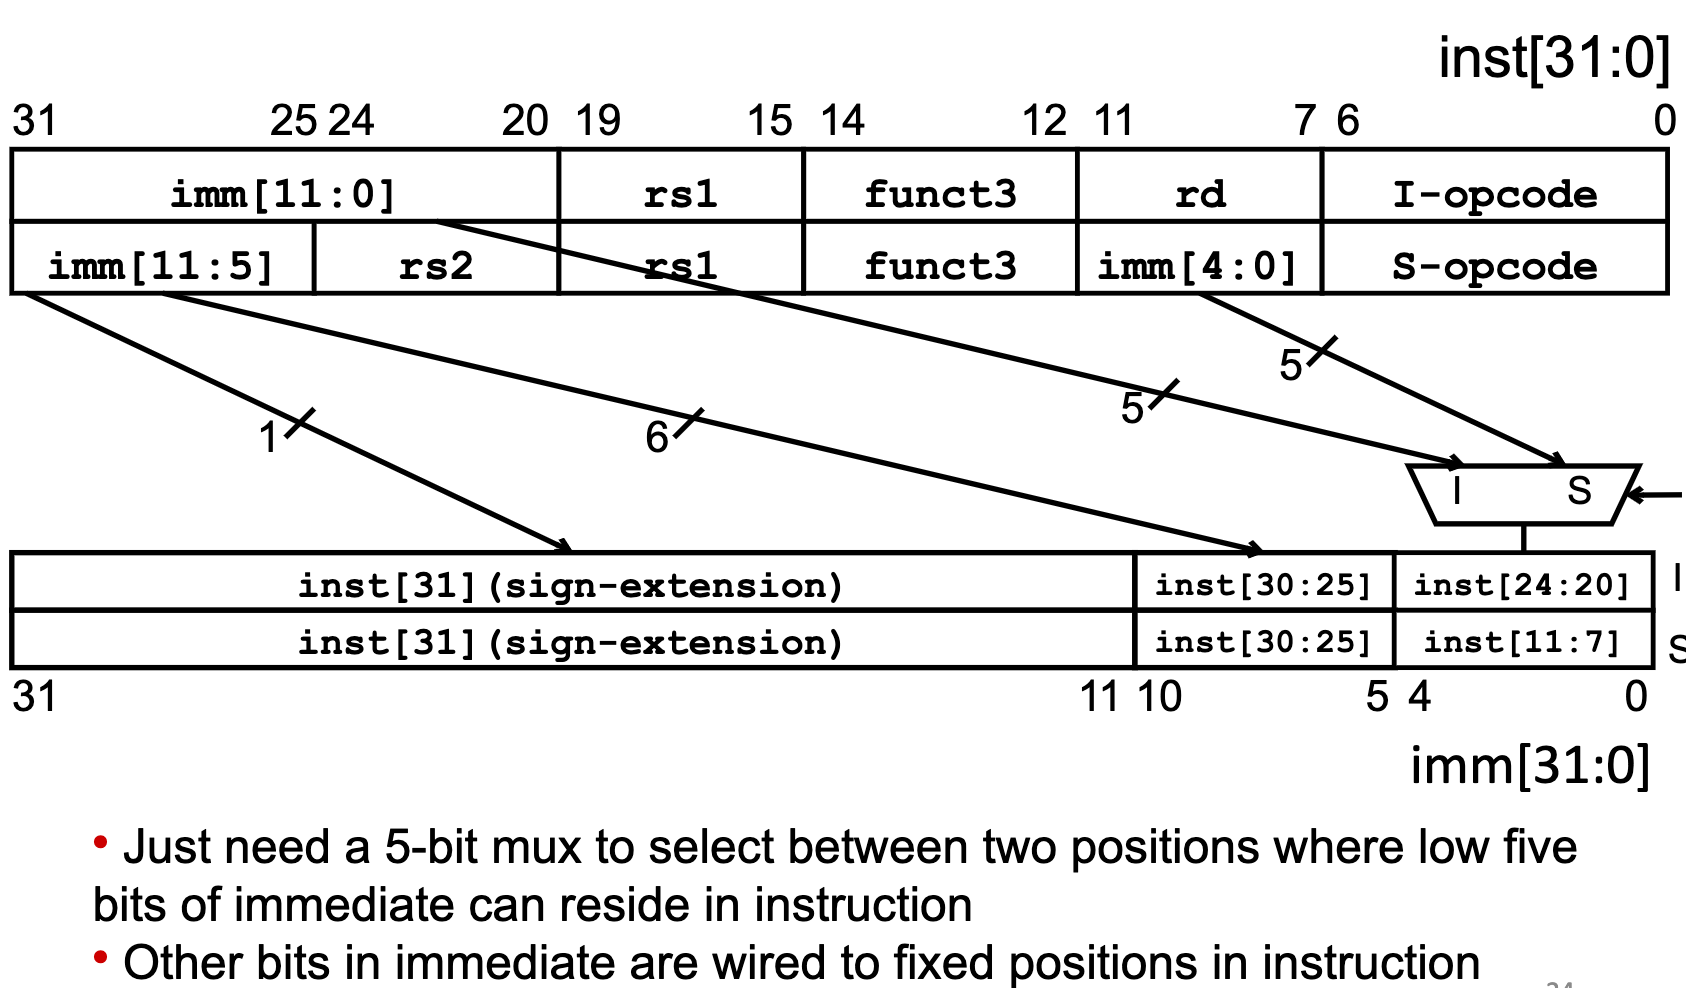 inst[31:0]
31 25 24 20 19 15 14 12 11 7 6 0
imm[11:0] rs1 funct3 rd I-opcode
imm[11:5] rs2 rs1 funct3 imm[4:0] S-opcode
5
5
1 6
I S
inst[31](sign-extension) inst[30:25] inst[24:20] I
inst[31](sign-extension) inst[30:25] inst[11:7] S
31 11 10 5 4 0
imm[31:0]
• Just need a 5-bit mux to select between two positions where low five
bits of immediate can reside in instruction
• Other bits in immediate are wired to fixed positions in instruction